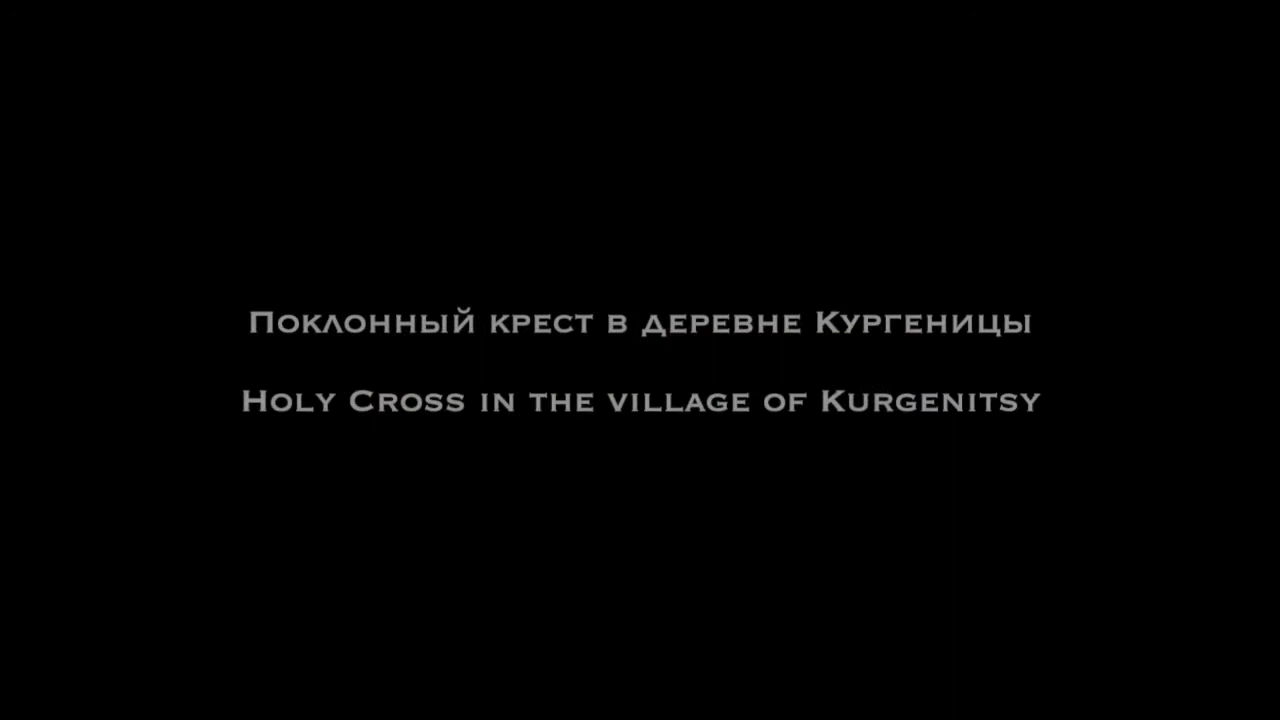 Поклонный крест в деревне Кургеницы
Holy Cross in the village of Kurgenitsy